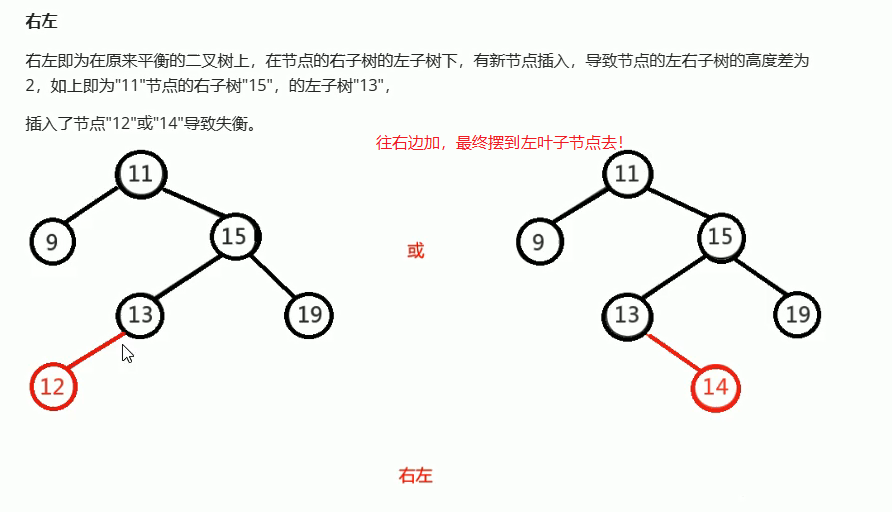 右左
右左即为在原来平衡的二叉树上，在节点的右子树的左子树下，有新节点插入，导致节点的左右子树的高度差为
2，如上即为"11"节点的右子树"15"，的左子树"13"，
插入了节点"12"或"14"导致失衡。
往右边加，最终摆到左叶子节点去！
11
11
9
15
或
9
15
13
19
13
19
12
14
右左